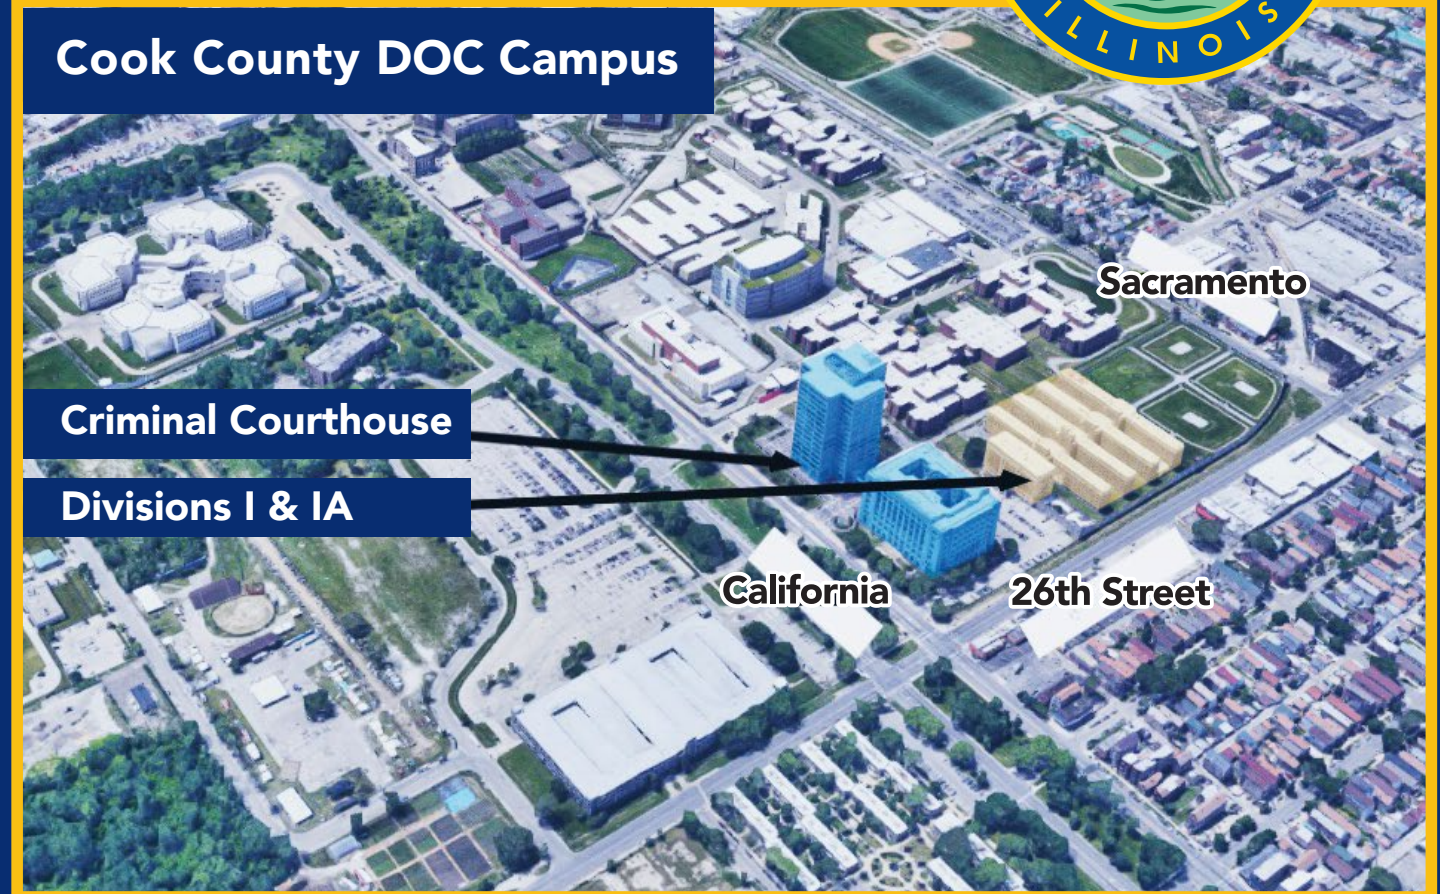 ILLINOIS
Cook County DOC Campus
Sacramento
Criminal Courthouse
Divisions I & IA
California
26th Street